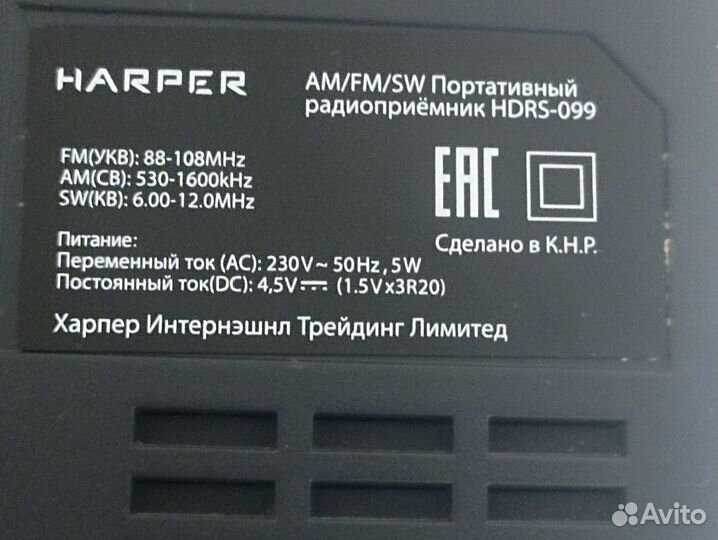 HARPER
AM/FM/SW Портативный
радиоприёмник HDRS-099
FM(УКВ): 88-108MHz
AM(СВ): 530-1600kHz
SW(КВ): 6.00-12.0MHz
EAC
Сделано в К.Н.Р.
Питание:
Переменный ток (AC): 230V~ 50Hz, 5W
Постоянный ток(DC): 4,5V⎓ (1.5Vx3R20)
Харпер Интернэшнл Трейдинг Лимитед
Avito